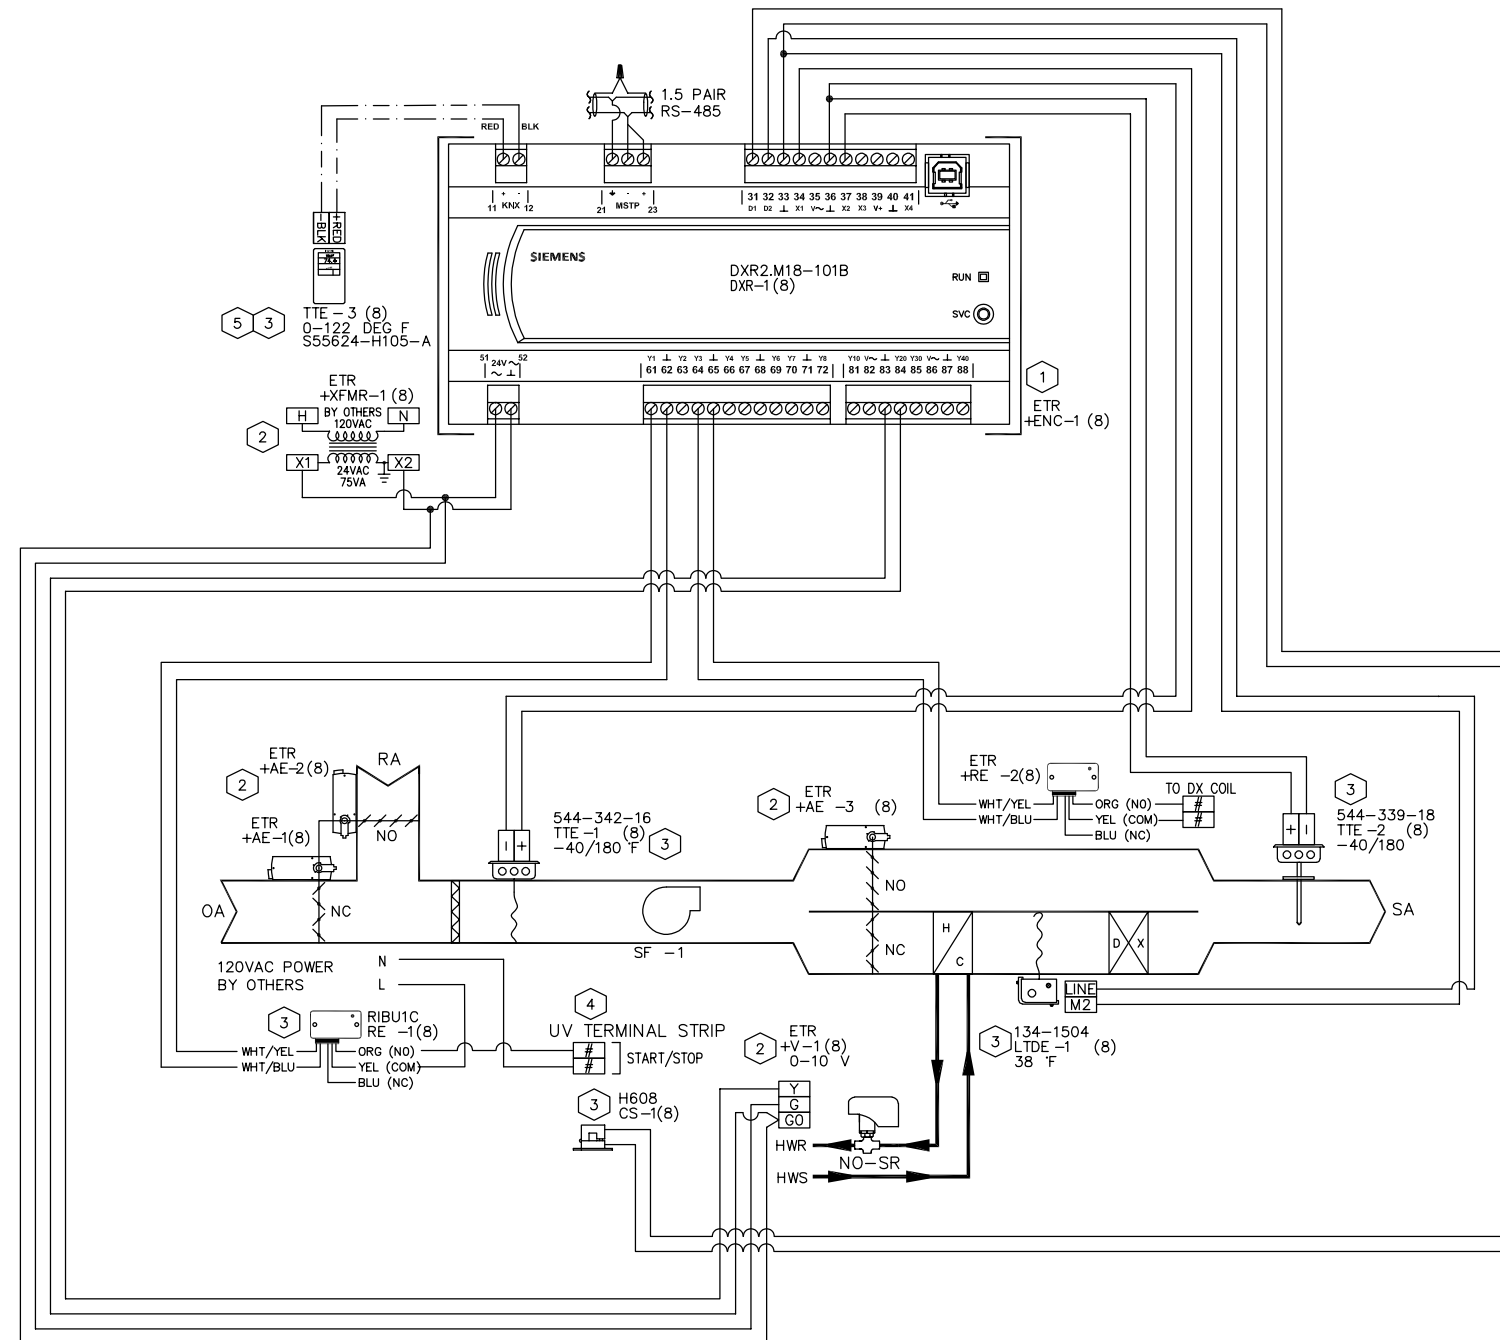 1.5 PAIR
RS-485
RED
BLK
+ -
11 KNX 12
- +
21 MSTP 23
31 32 33 34 35 36 37 38 39 40 41
D1 D2 ⊥ X1 V~ ⊥ X2 X3 V+ ⊥ X4
-BLK
+RED
SIEMENS
DXR2.M18-101B
DXR-1(8)
RUN
SVC
5
3
TTE-3 (8)
0-122 DEG F
S55624-H105-A
51 24V~ 52
~ ⊥
Y1 ⊥ Y2 Y3 ⊥ Y4 Y5 ⊥ Y6 Y7 ⊥ Y8
61 62 63 64 65 66 67 68 69 70 71 72
Y10 V~ ⊥ Y20 Y30 V~ ⊥ Y40
81 82 83 84 85 86 87 88
1
ETR
+ENC-1 (8)
ETR
+XFMR-1(8)
H
BY OTHERS
N
120VAC
2
X1
X2
24VAC
75VA
ETR
+AE-2(8)
2
RA
ETR
+AE-1(8)
NO
544-342-16
TTE-1 (8)
-40/180 °F
3
- +
2
ETR
+AE -3 (8)
ETR
+RE -2(8)
WHT/YEL
WHT/BLU
ORG (NO)
YEL (COM)
BLU (NC)
TO DX COIL
#
#
3
544-339-18
TTE-2 (8)
-40/180
+ -
OA
NC
SF -1
NO
NC
H
C
D X
SA
120VAC POWER
BY OTHERS
N
L
3
RIBU1C
RE -1(8)
WHT/YEL
WHT/BLU
ORG (NO)
YEL (COM)
BLU (NC)
4
UV TERMINAL STRIP
#
#
START/STOP
2
ETR
+V-1(8)
0-10 V
LINE
M2
3
134-1504
LTDE-1 (8)
38 °F
3
H608
CS-1(8)
Y
G
G0
HWR
NO-SR
HWS